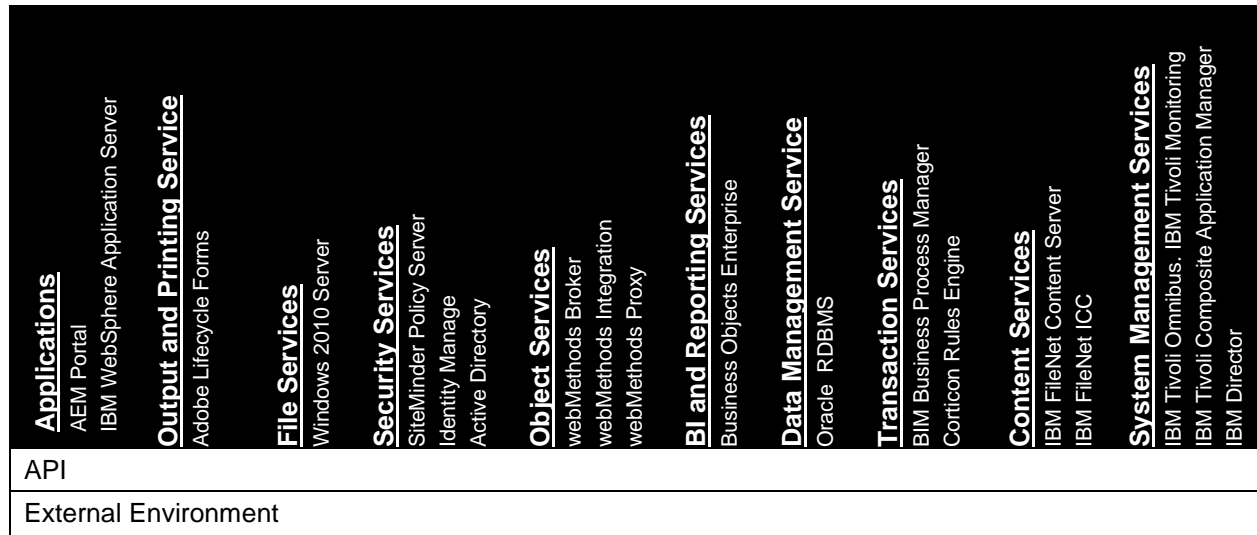 Applications
AEM Portal
IBM WebSphere Application Server
Output and Printing Service
Adobe Lifecycle Forms
File Services
Windows 2010 Server
Security Services
SiteMinder Policy Server
Identity Manage
Active Directory
Object Services
webMethods Broker
webMethods Integration
webMethods Proxy
BI and Reporting Services
Business Objects Enterprise
Data Management Service
Oracle RDBMS
Transaction Services
BIM Business Process Manager
Corticon Rules Engine
Content Services
IBM FileNet Content Server
IBM FileNet ICC
System Management Services
IBM Tivoli Omnibus. IBM Tivoli Monitoring
IBM Tivoli Composite Application Manager
IBM Director
API
External Environment